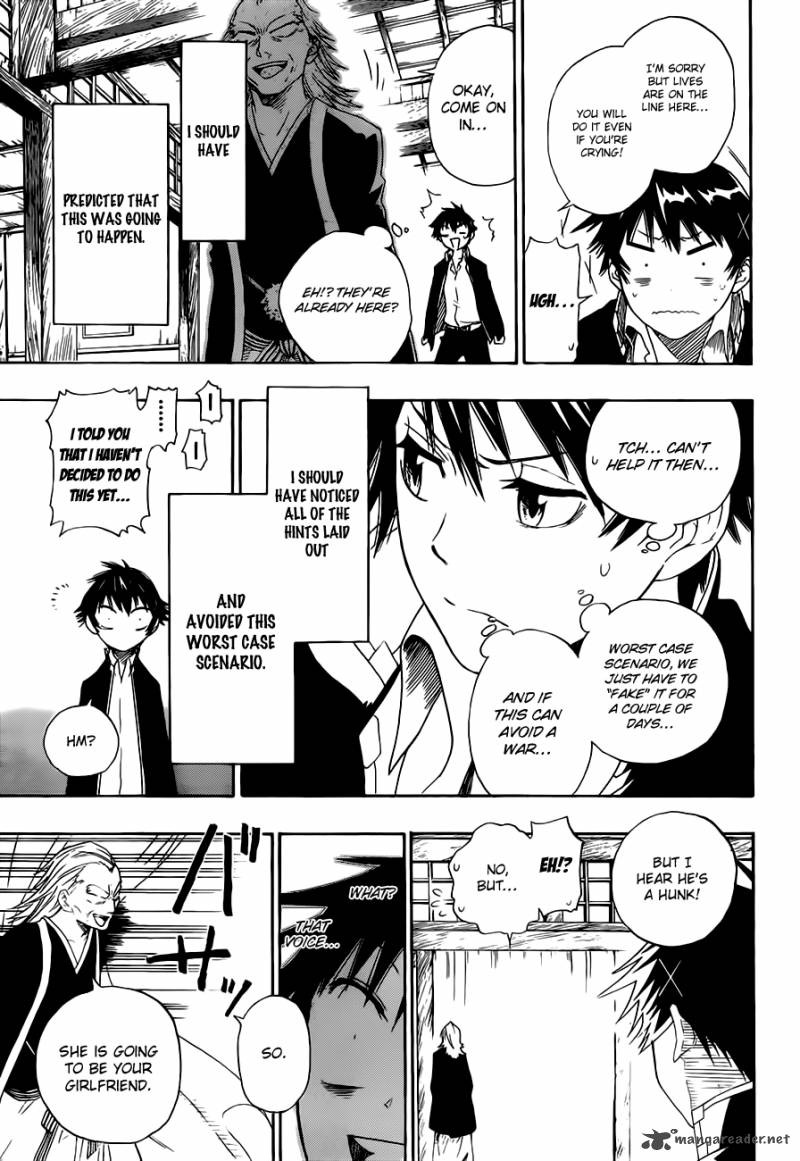 I'M SORRY
BUT LIVES
ARE ON
THE LINE HERE...
YOU WILL
DO IT EVEN
IF YOU'RE
CRYING!
UGH...
OKAY,
COME ON
IN...
EH!? THEY'RE
ALREADY HERE?
I SHOULD
HAVE
PREDICTED THAT
THIS WAS GOING
TO HAPPEN.
TCH... CAN'T
HELP IT THEN...
WORST CASE
SCENARIO, WE
JUST HAVE TO
"FAKE" IT FOR
A COUPLE OF
DAYS...
AND IF
THIS CAN
AVOID A
WAR...
I SHOULD
HAVE NOTICED
ALL OF THE
HINTS LAID
OUT
AND
AVOIDED THIS
WORST CASE
SCENARIO.
I TOLD YOU
THAT I HAVEN'T
DECIDED TO DO
THIS YET...
HM?
BUT I
HEAR HE'S
A HUNK!
EH!?
NO,
BUT...
WHAT?
THAT
VOICE...
SO.
SHE IS GOING
TO BE YOUR
GIRLFRIEND.
mangareader.net